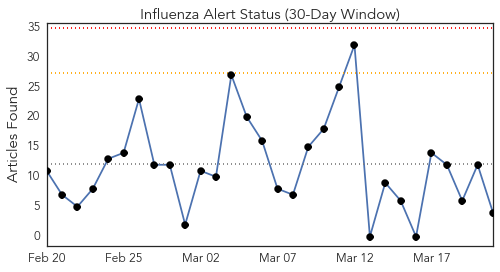 Influenza Alert Status (30-Day Window)
Articles Found
35
30
25
20
15
10
5
0
Feb 20
Feb 25
Mar 02
Mar 07
Mar 12
Mar 17